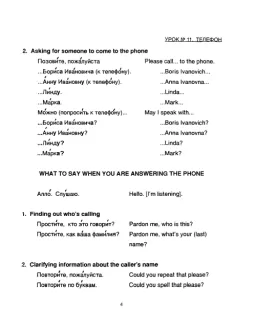 УРОК № 11. ТЕЛЕФОН
2. Asking for someone to come to the phone
Позови́те, пожа́луйста Please call... to the phone.
...Бори́са Ива́новича (к телефо́ну). ...Boris Ivanovich...
...А́нну Ива́новну (к телефо́ну). ...Anna Ivanovna...
...Ли́нду. ...Linda...
...Ма́рка. ...Mark...
Мо́жно (попроси́ть к телефо́ну)... May I speak with...
...Бори́са Ива́новича? ...Boris Ivanovich?
...А́нну Ива́новну? ...Anna Ivanovna?
...Ли́нду? ...Linda?
...Ма́рка? ...Mark?
WHAT TO SAY WHEN YOU ARE ANSWERING THE PHONE
Алло́. Слу́шаю. Hello. [I'm listening].
1. Finding out who's calling
Прости́те, кто э́то говори́т? Pardon me, who is this?
Прости́те, как ва́ша фами́лия? Pardon me, what's your (last)
name?
2. Clarifying information about the caller's name
Повтори́те, пожа́луйста. Could you repeat that please?
Повтори́те по бу́квам. Could you spell that please?
4